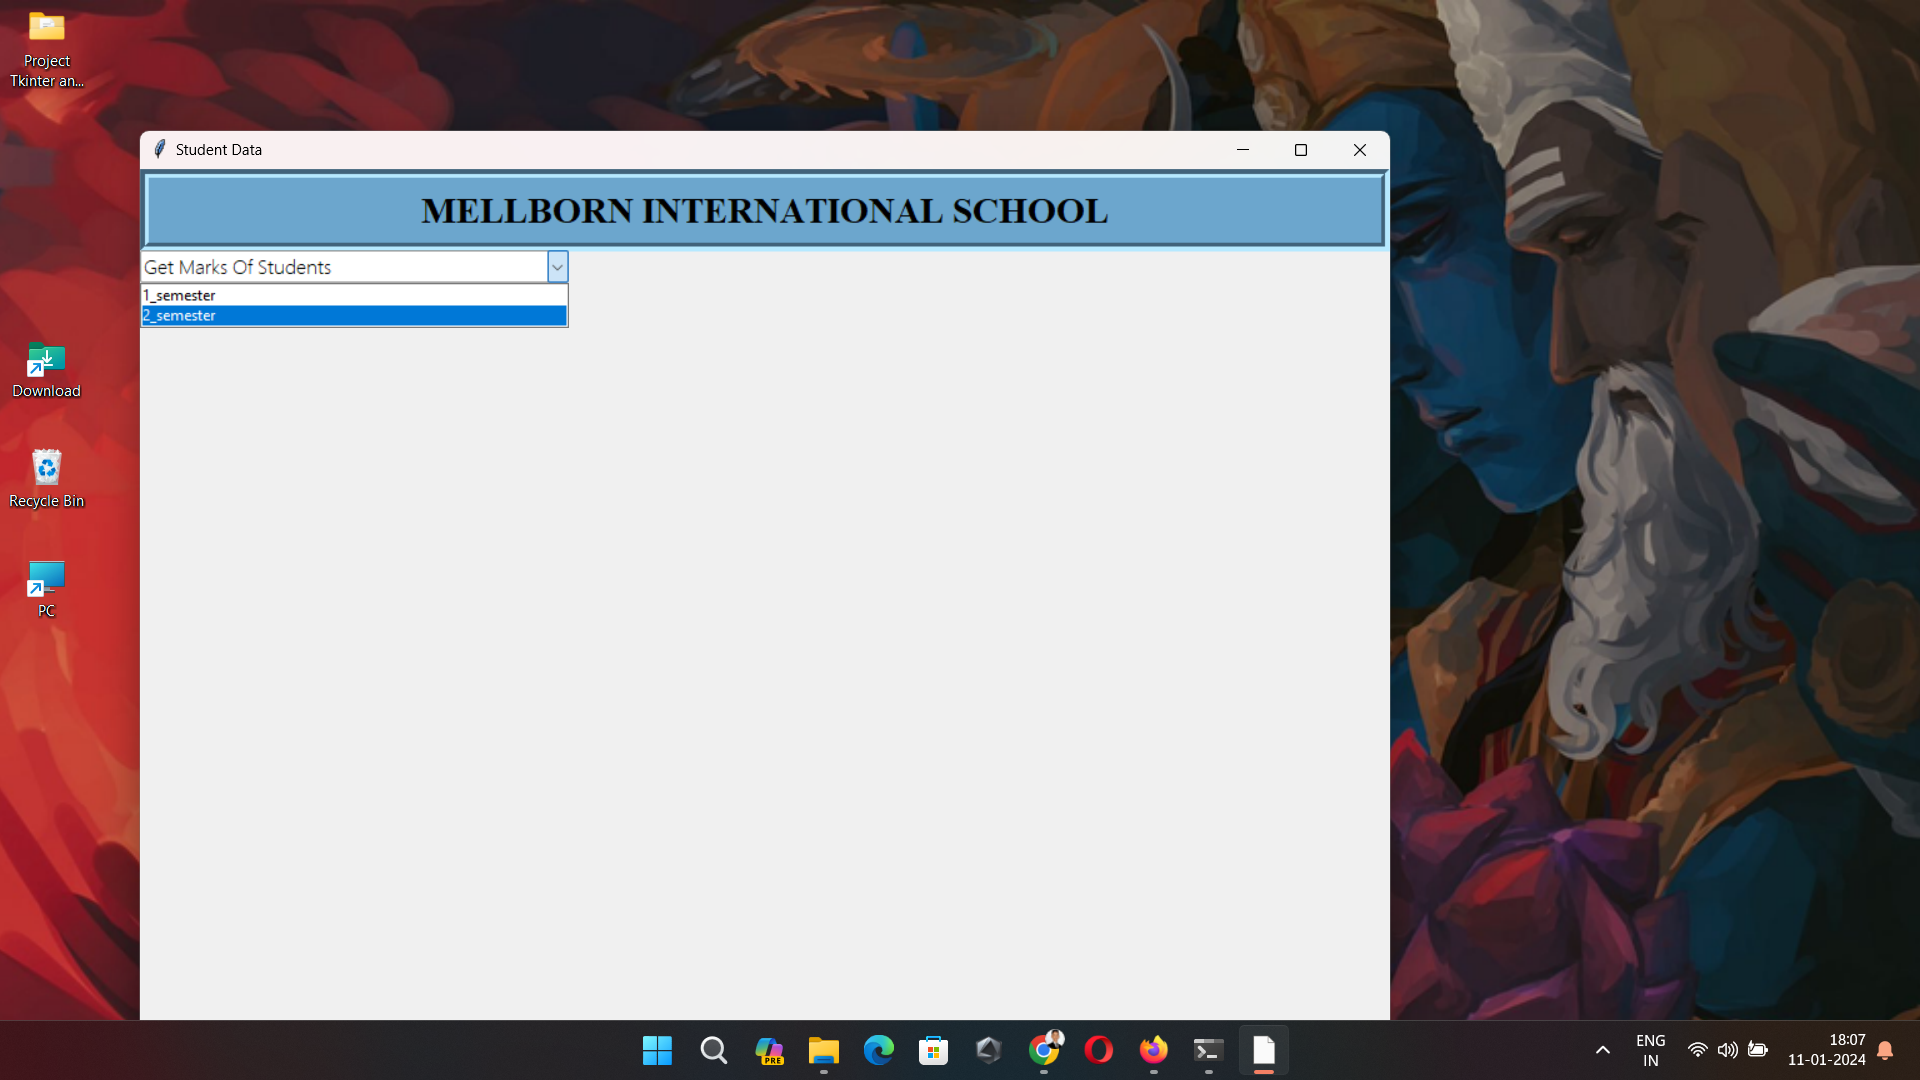 Project
Tkinter an...
Student Data
MELLBORN INTERNATIONAL SCHOOL
Get Marks Of Students
1_semester
2_semester
Download
Recycle Bin
PC
PRE
ENG
IN
18:07
11-01-2024